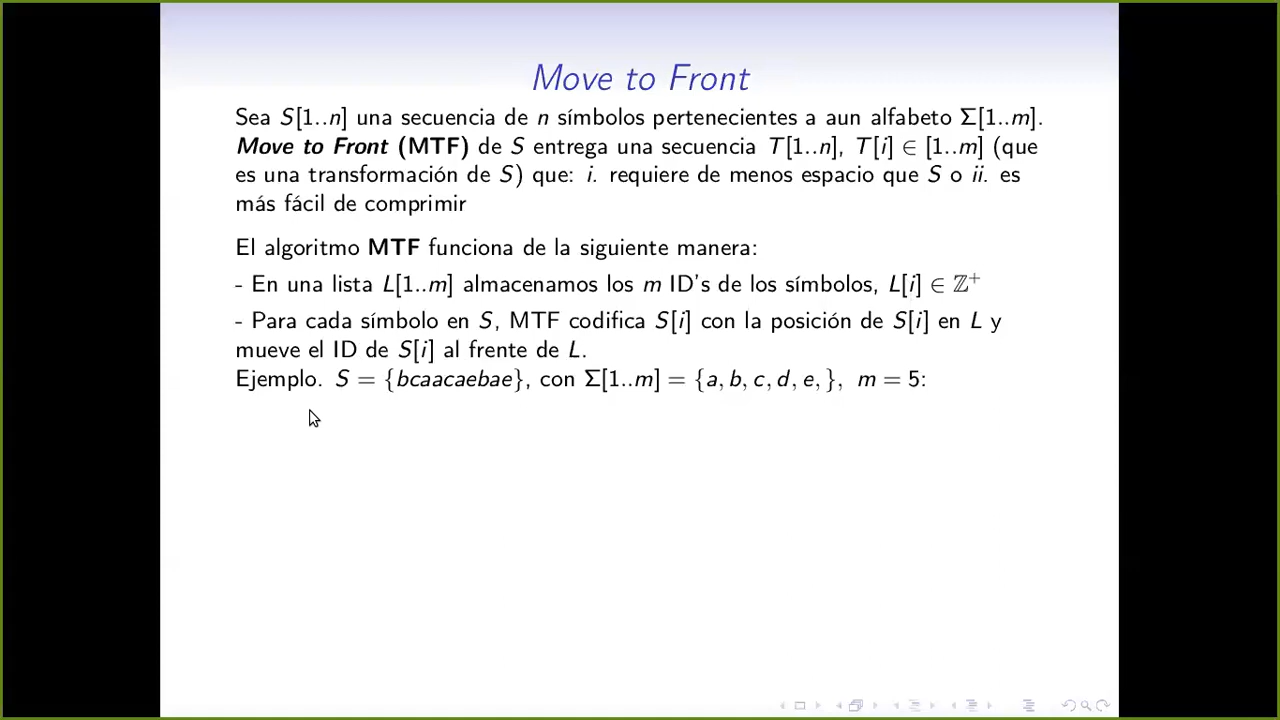 Move to Front
Sea S[1..n] una secuencia de n símbolos pertenecientes a aun alfabeto Σ[1..m].
Move to Front (MTF) de S entrega una secuencia T[1..n], T[i] ∈ [1..m] (que
es una transformación de S) que: i. requiere de menos espacio que S o ii. es
más fácil de comprimir
El algoritmo MTF funciona de la siguiente manera:
- En una lista L[1..m] almacenamos los m ID's de los símbolos, L[i] ∈ ℤ⁺
- Para cada símbolo en S, MTF codifica S[i] con la posición de S[i] en L y
mueve el ID de S[i] al frente de L.
Ejemplo. S = {bcaacaebae}, con Σ[1..m] = {a, b, c, d, e, }, m = 5: